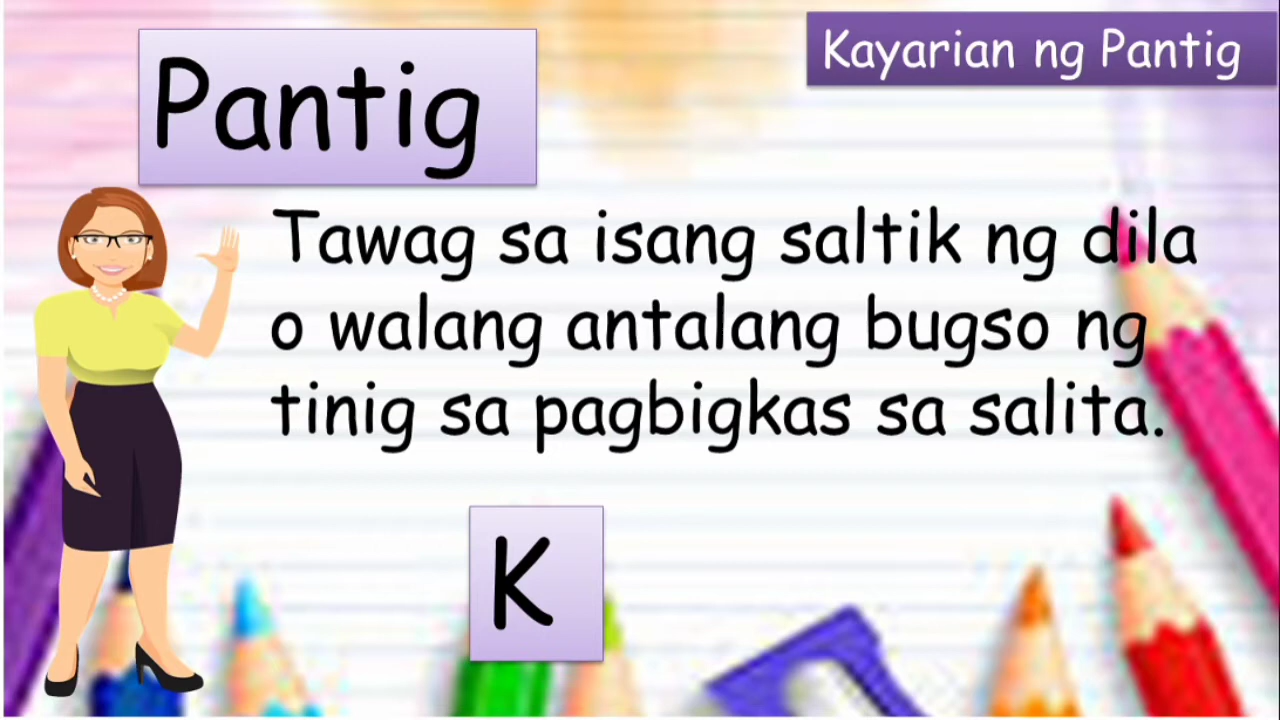 Kayarian ng Pantig
Pantig
Tawag sa isang saltik ng dila
o walang antalang bugso ng
tinig sa pagbigkas sa salita.
K